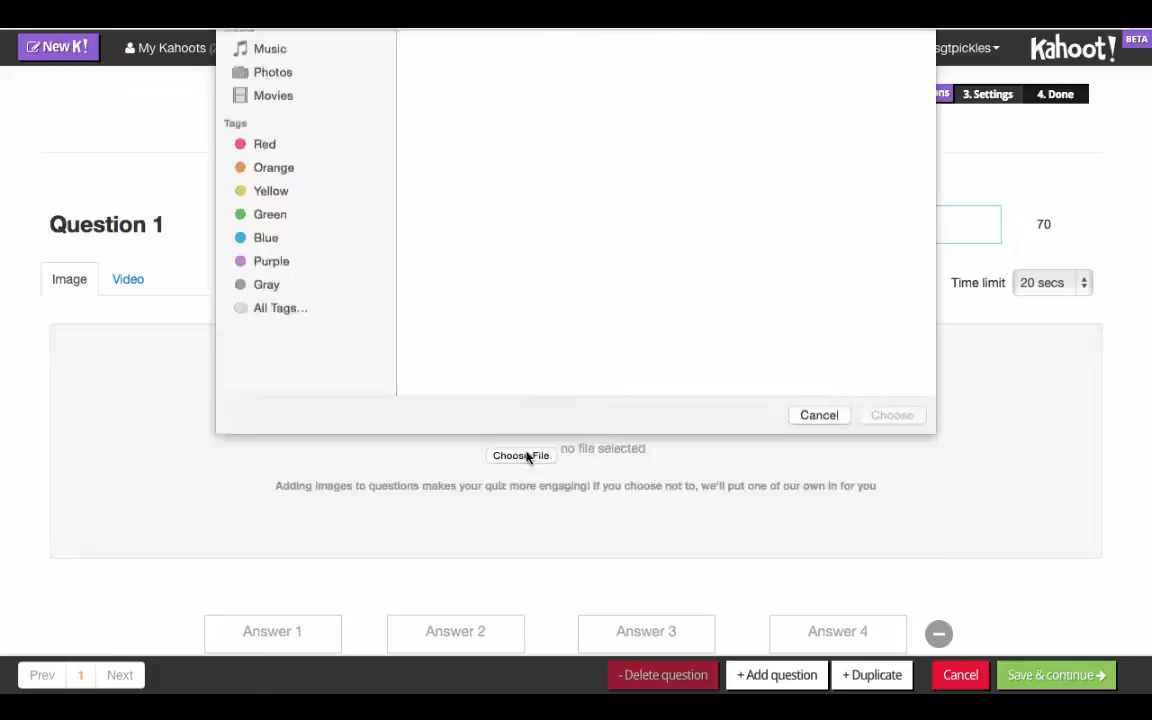 New K!
My Kahoots
sgtpickles
Kahoot!
BETA
Music
Photos
Movies
Tags
Red
Orange
Yellow
Green
Blue
Purple
Gray
All Tags...
ns
3. Settings
4. Done
Question 1
70
Image
Video
Time limit
20 secs
Cancel
Choose
Choose File
no file selected
Adding images to questions makes your quiz more engaging! If you choose not to, we'll put one of our own in for you
Answer 1
Answer 2
Answer 3
Answer 4
Prev
1
Next
- Delete question
+ Add question
+ Duplicate
Cancel
Save & continue